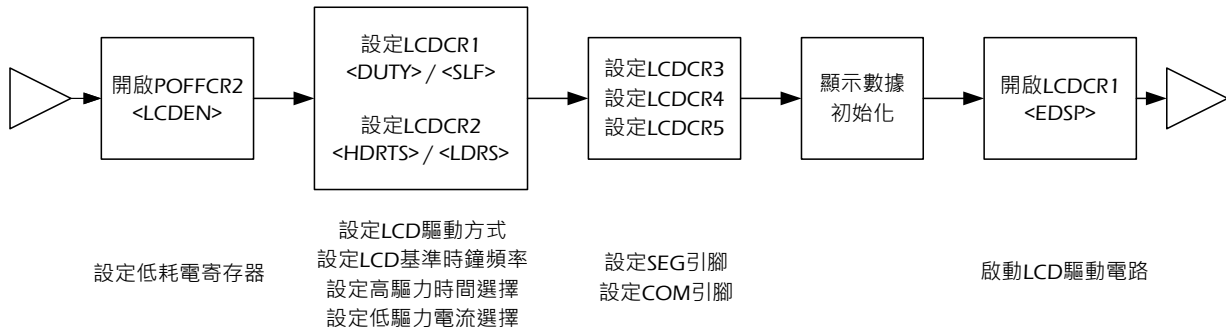 開啟POFFCR2
<LCDEN>
設定LCDCR1
<DUTY> / <SLF>
設定LCDCR2
<HDRTS> / <LDRS>
設定LCDCR3
設定LCDCR4
設定LCDCR5
顯示數據
初始化
開啟LCDCR1
<EDSP>
設定低耗電寄存器
設定LCD驅動方式
設定LCD基準時鐘頻率
設定高驅力時間選擇
設定低驅力電流選擇
設定SEG引腳
設定COM引腳
啟動LCD驅動電路